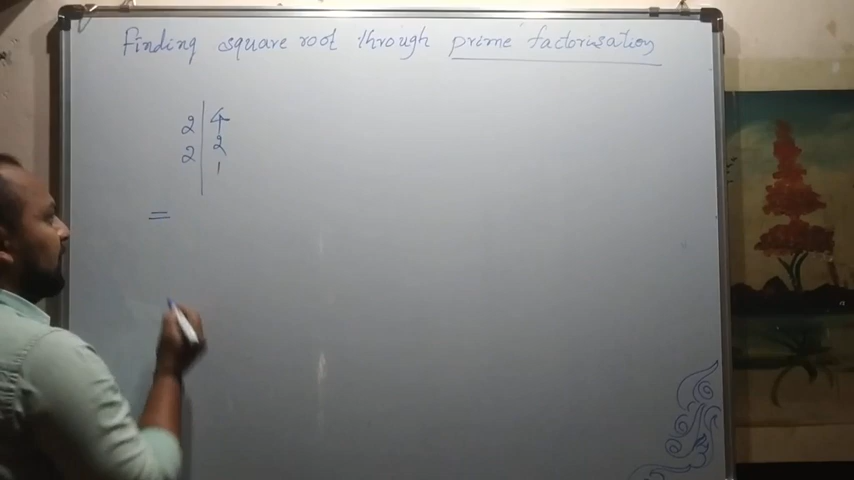 Finding square root through prime factorisation
2 4
2 2
1
=